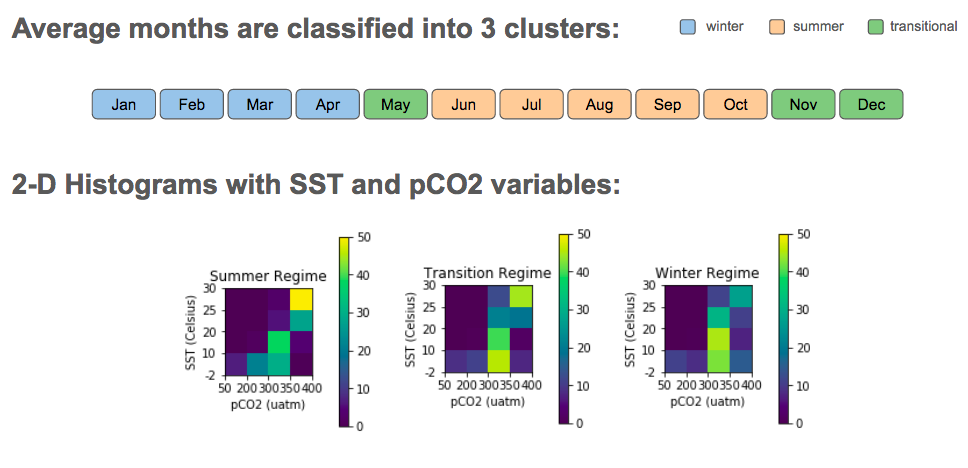 Average months are classified into 3 clusters:
winter summer transitional
Jan Feb Mar Apr May Jun Jul Aug Sep Oct Nov Dec
2-D Histograms with SST and pCO2 variables:
Summer Regime
SST (Celsius)
30
25
20
10
-2
50 200 300 350 400
pCO2 (uatm)
50
40
30
20
10
0
Transition Regime
SST (Celsius)
30
25
20
10
-2
50 200 300 350 400
pCO2 (uatm)
50
40
30
20
10
0
Winter Regime
SST (Celsius)
30
25
20
10
-2
50 200 300 350 400
pCO2 (uatm)
50
40
30
20
10
0